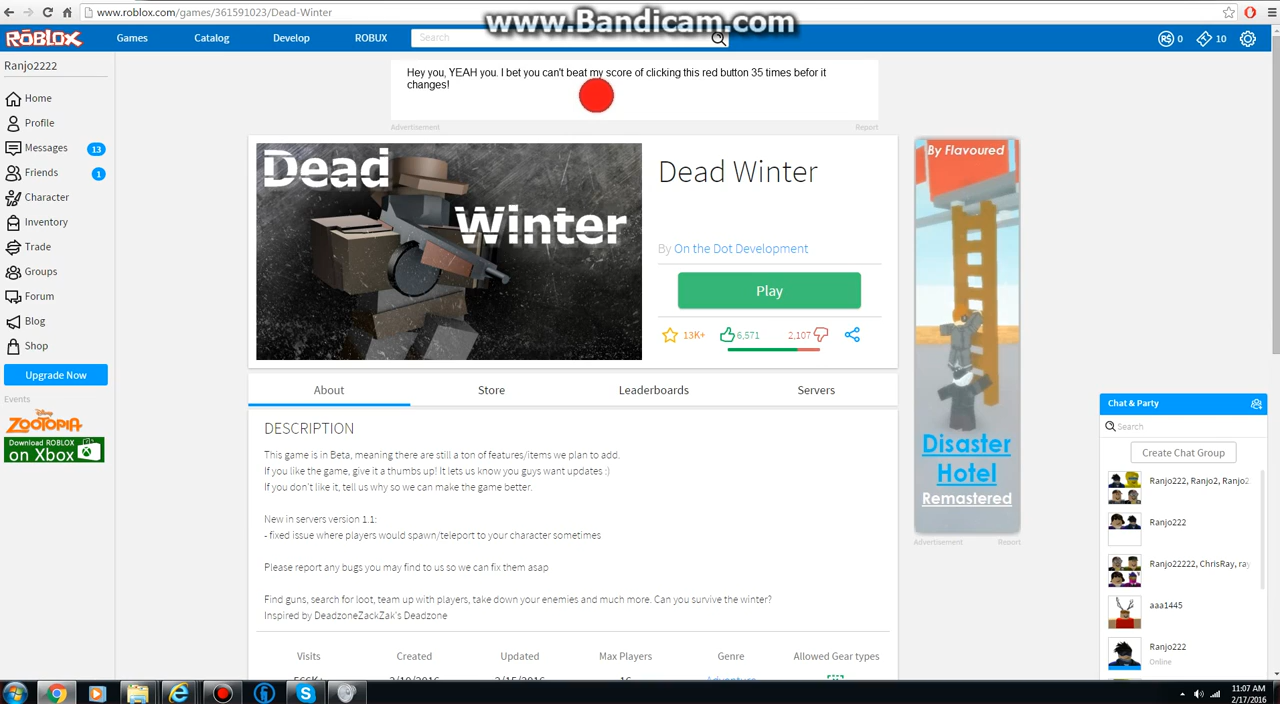 www.roblox.com/games/361591023/Dead-Winter
www.Bandicam.com
ROBLOX
Games
Catalog
Develop
ROBUX
Search
R$ 0
10
Ranjo2222
Home
Profile
Messages 13
Friends 1
Character
Inventory
Trade
Groups
Forum
Blog
Shop
Upgrade Now
Events
Disney
ZOOTOPIA
Download ROBLOX
on Xbox
Hey you, YEAH you. I bet you can't beat my score of clicking this red button 35 times befor it
changes!
Advertisement
Report
Dead
Winter
Dead Winter
By On the Dot Development
Play
13K+
6,571
2,107
About
Store
Leaderboards
Servers
DESCRIPTION
This game is in Beta, meaning there are still a ton of features/items we plan to add.
If you like the game, give it a thumbs up! It lets us know you guys want updates :)
If you don't like it, tell us why so we can make the game better.
New in servers version 1.1:
- fixed issue where players would spawn/teleport to your character sometimes
Please report any bugs you may find to us so we can fix them asap
Find guns, search for loot, team up with players, take down your enemies and much more. Can you survive the winter?
Inspired by DeadzoneZackZak's Deadzone
Visits
Created
Updated
Max Players
Genre
Allowed Gear types
566K+
2/10/2016
2/15/2016
16
Adventure
By Flavoured
Disaster
Hotel
Remastered
Advertisement
Report
Chat & Party
Search
Create Chat Group
Ranjo222, Ranjo2, Ranjo2
Ranjo222
Ranjo22222, ChrisRay, ray
aaa1445
Ranjo222
Online
11:07 AM
2/17/2016